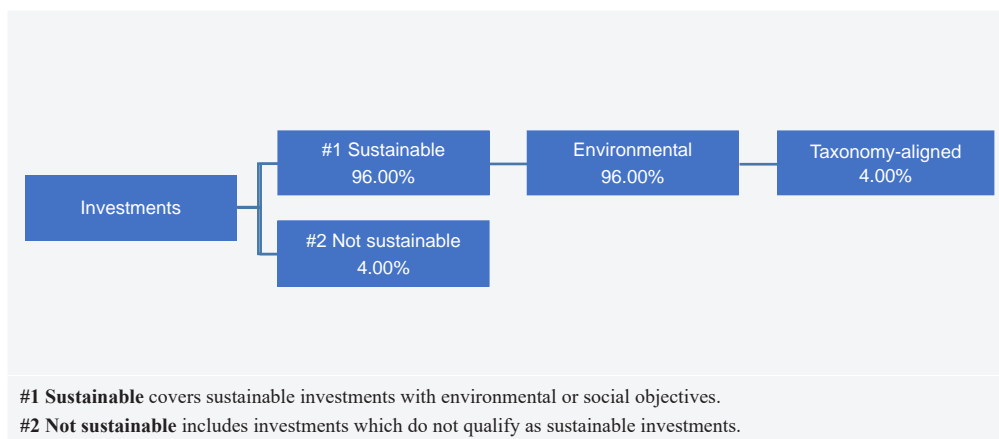 Investments
#1 Sustainable
96.00%
#2 Not sustainable
4.00%
Environmental
96.00%
Taxonomy-aligned
4.00%
#1 Sustainable covers sustainable investments with environmental or social objectives.
#2 Not sustainable includes investments which do not qualify as sustainable investments.